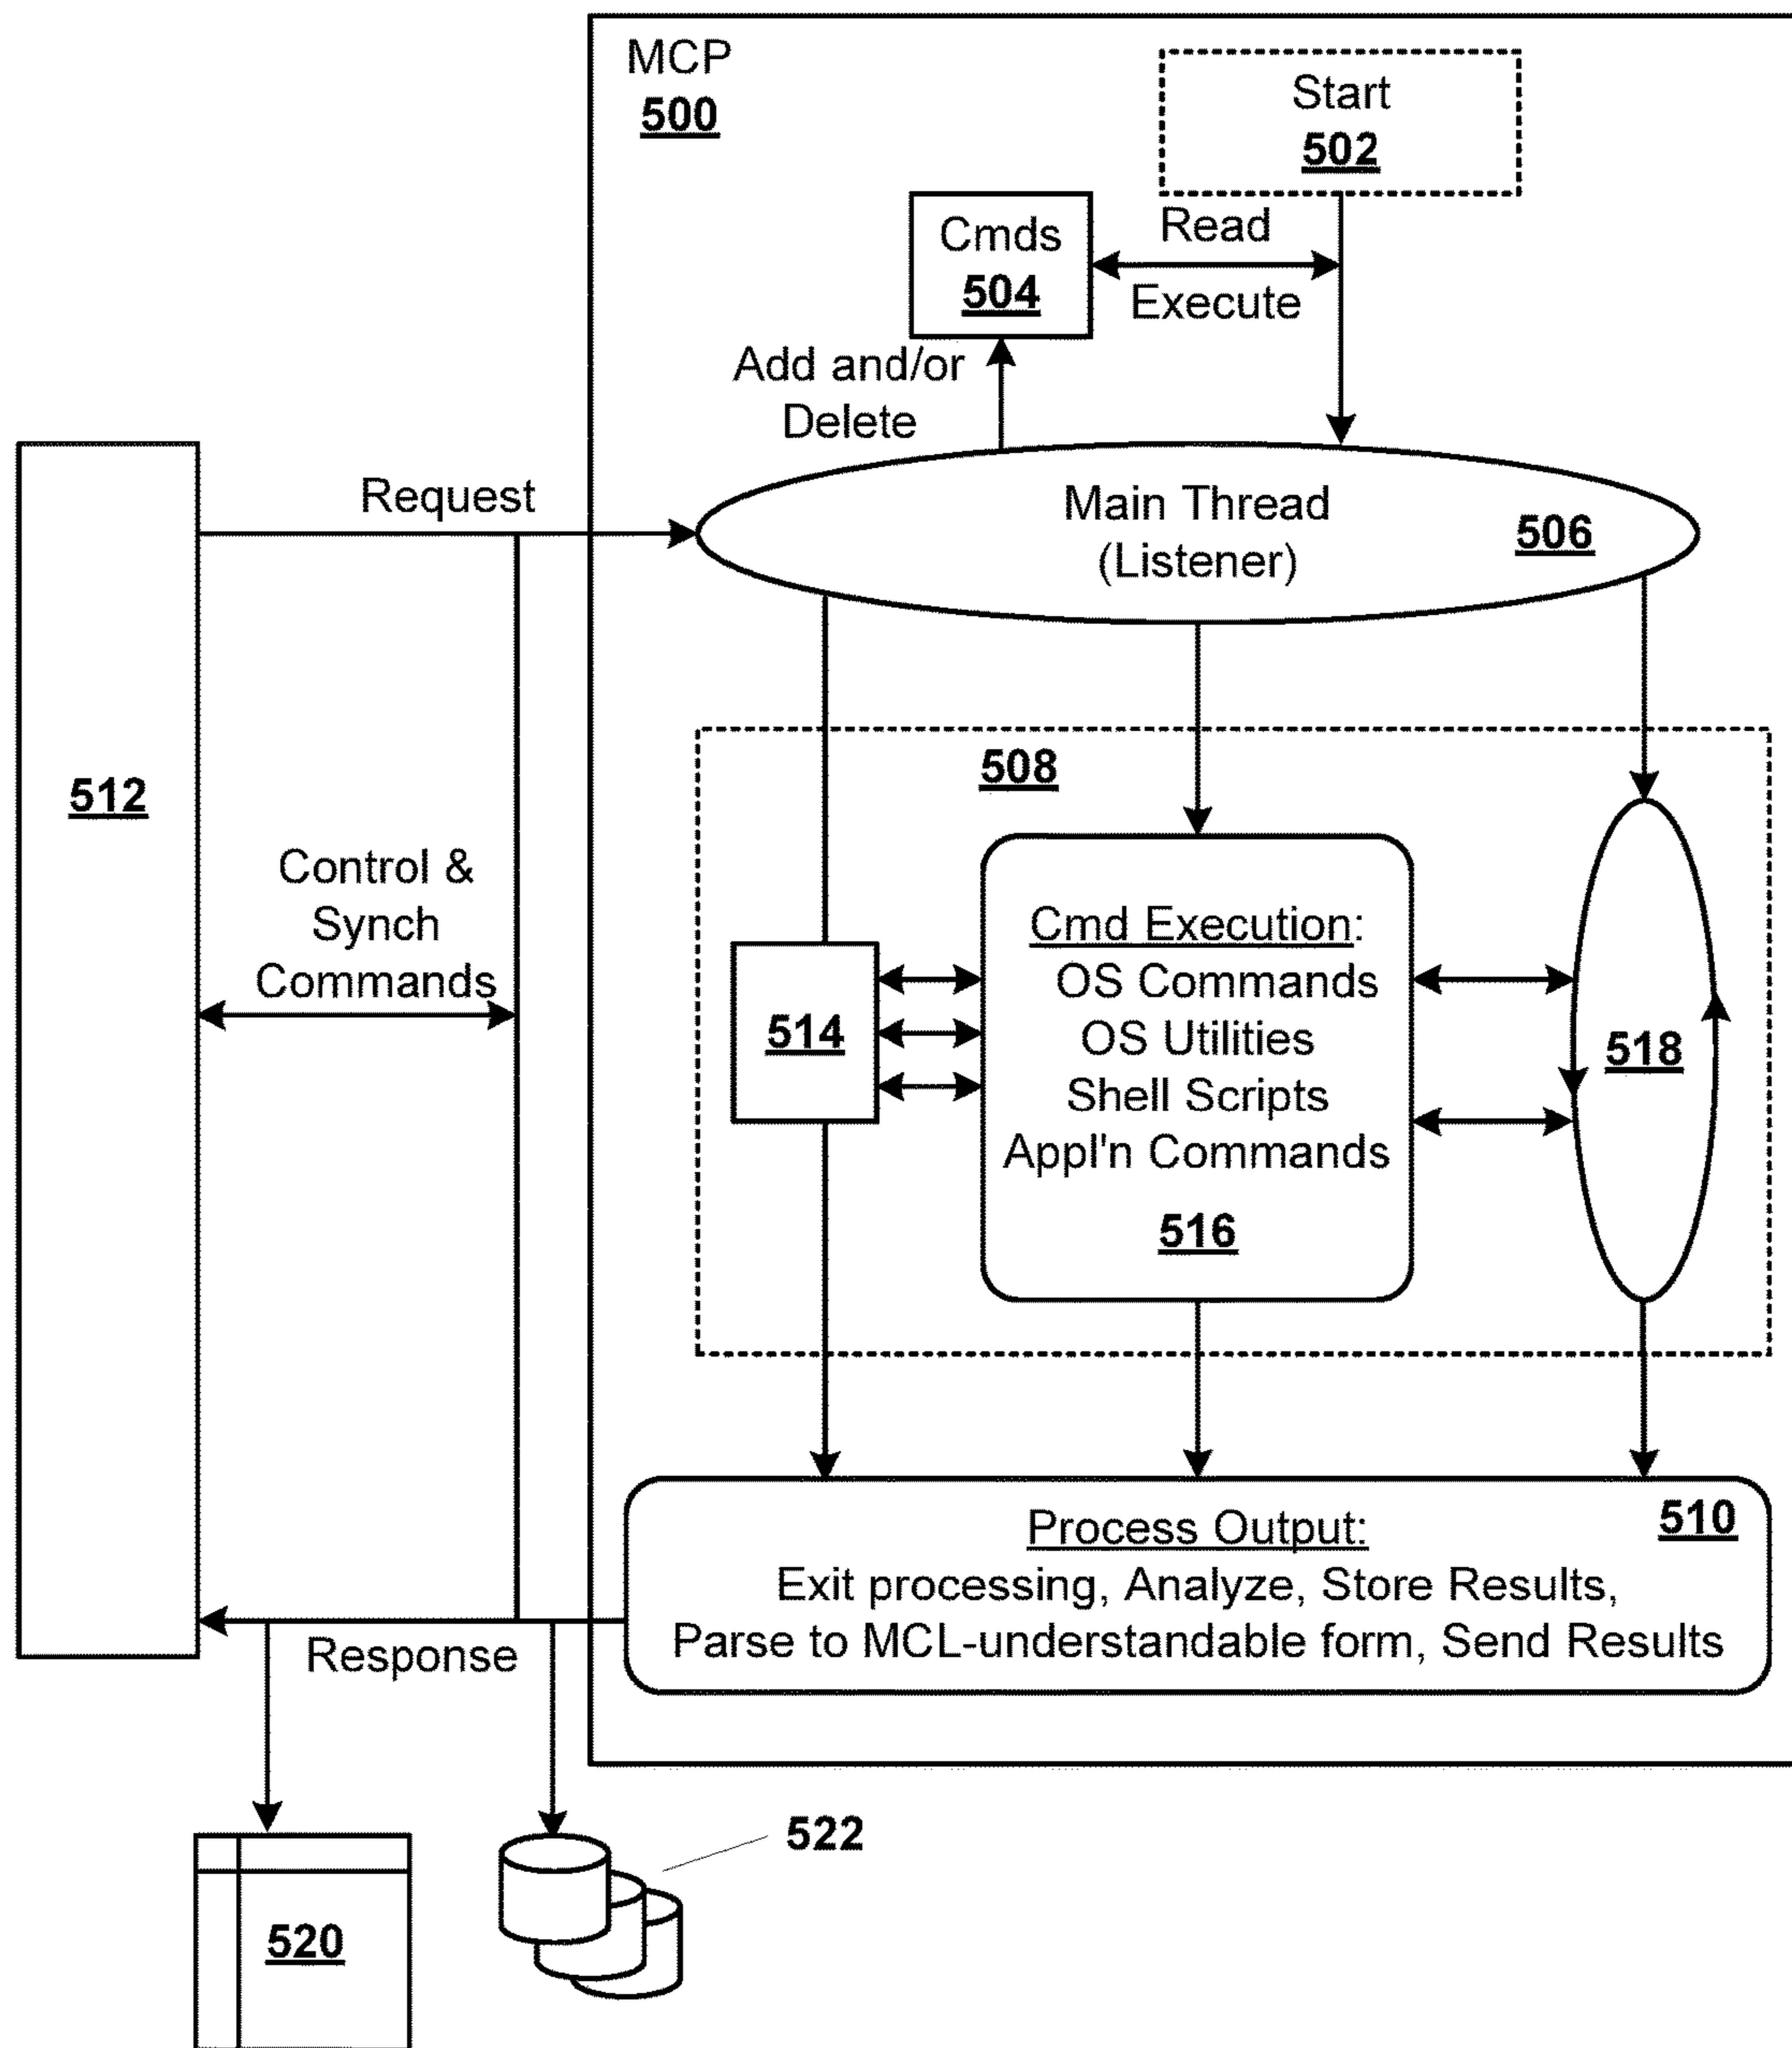 MCP
500
Start
502
Cmds
504
Read
Execute
Add and/or
Delete
Request
Main Thread
(Listener)
506
512
Control &
Synch
Commands
508
514
Cmd Execution:
OS Commands
OS Utilities
Shell Scripts
Appl'n Commands
516
518
510
Process Output:
Exit processing, Analyze, Store Results,
Parse to MCL-understandable form, Send Results
Response
520
522